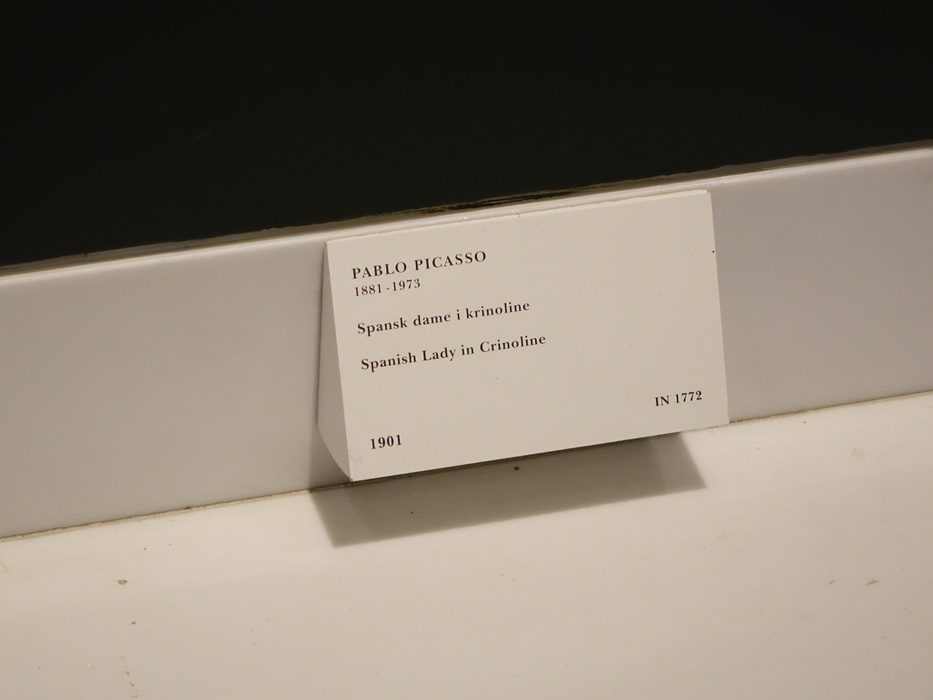 PABLO PICASSO
1881-1973
Spansk dame i krinoline
Spanish Lady in Crinoline
IN 1772
1901